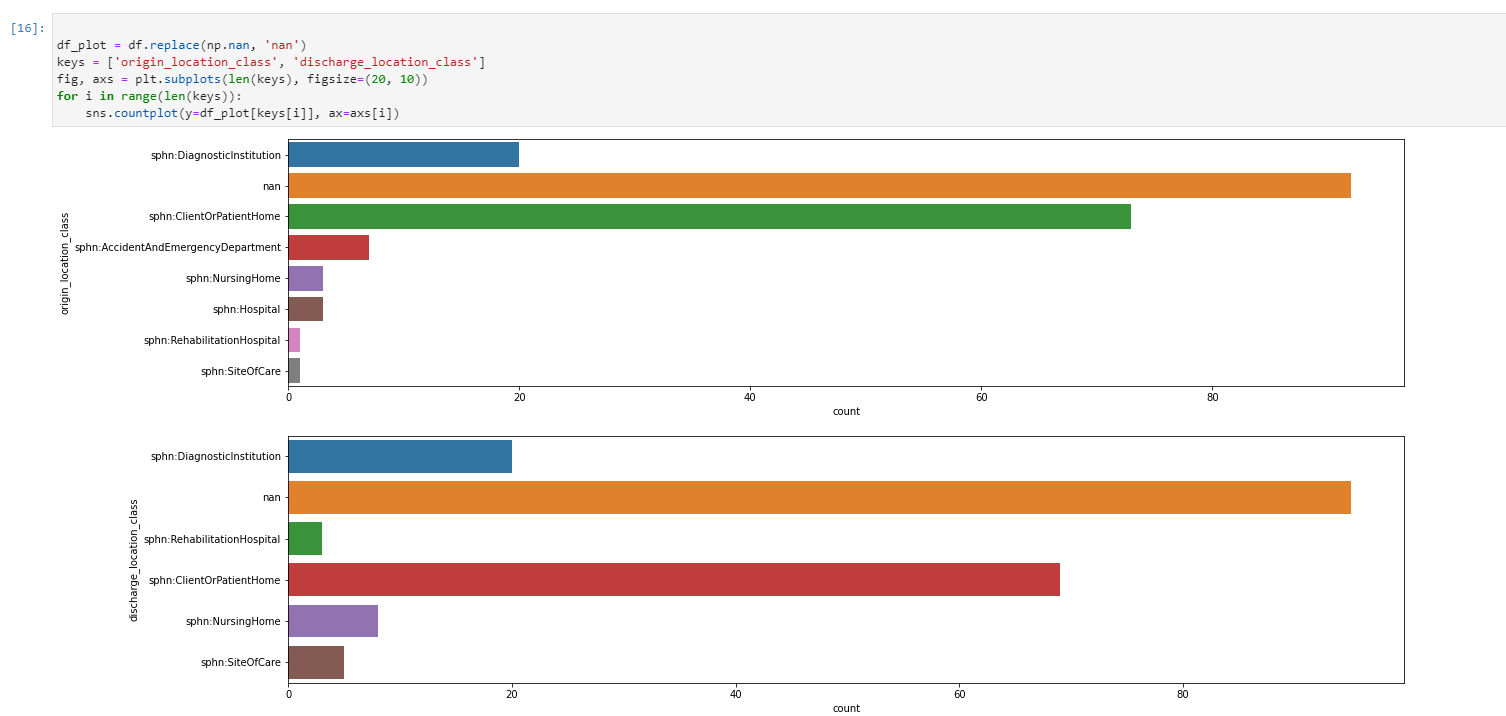 [16]:
df_plot = df.replace(np.nan, 'nan')
keys = ['origin_location_class', 'discharge_location_class']
fig, axs = plt.subplots(len(keys), figsize=(20, 10))
for i in range(len(keys)):
    sns.countplot(y=df_plot[keys[i]], ax=axs[i])
origin_location_class
sphn:DiagnosticInstitution
nan
sphn:ClientOrPatientHome
sphn:AccidentAndEmergencyDepartment
sphn:NursingHome
sphn:Hospital
sphn:RehabilitationHospital
sphn:SiteOfCare
0 20 40 60 80
count
discharge_location_class
sphn:DiagnosticInstitution
nan
sphn:RehabilitationHospital
sphn:ClientOrPatientHome
sphn:NursingHome
sphn:SiteOfCare
0 20 40 60 80
count